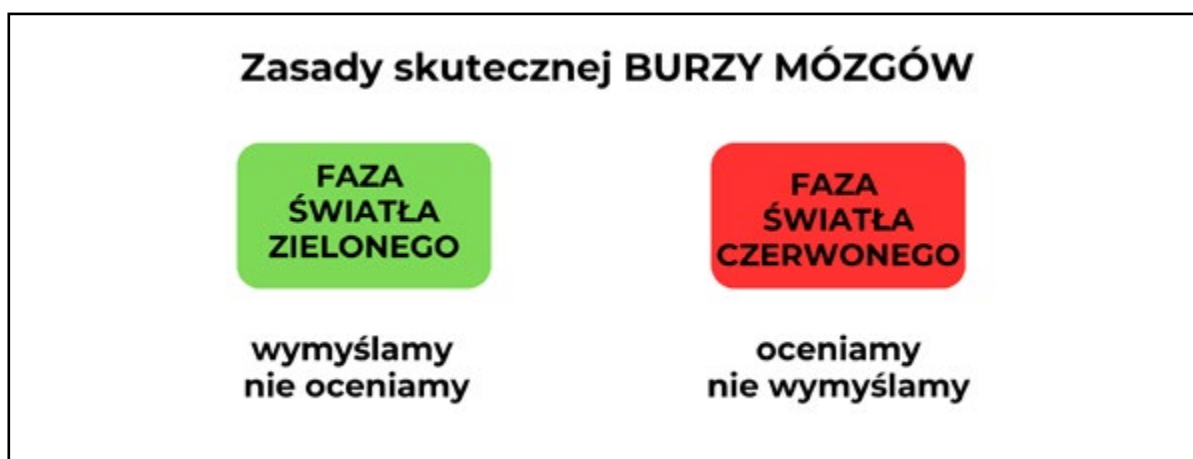 Zasady skutecznej BURZY MÓZGÓW
FAZA
ŚWIATŁA
ZIELONEGO
wymyślamy
nie oceniamy
FAZA
ŚWIATŁA
CZERWONEGO
oceniamy
nie wymyślamy